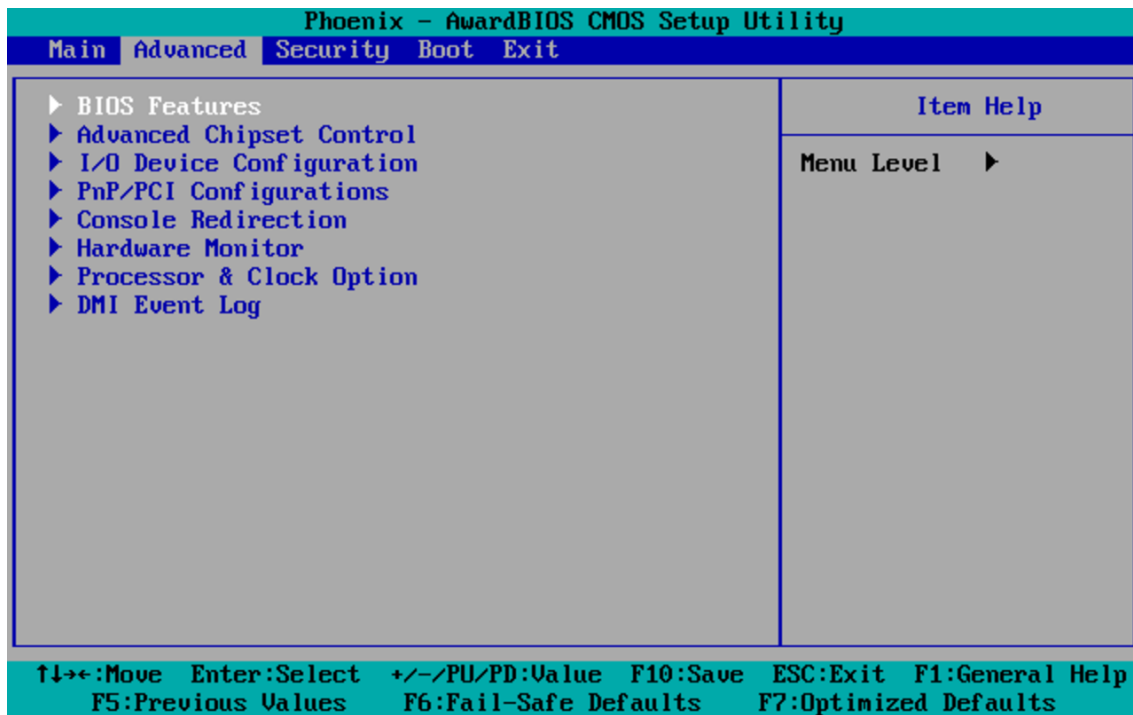 Phoenix - AwardBIOS CMOS Setup Utility
Main Advanced Security Boot Exit
BIOS Features
Advanced Chipset Control
I/O Device Configuration
PnP/PCI Configurations
Console Redirection
Hardware Monitor
Processor & Clock Option
DMI Event Log
Item Help
Menu Level
↑↓→←:Move Enter:Select +/-/PU/PD:Value F10:Save ESC:Exit F1:General Help
F5:Previous Values F6:Fail-Safe Defaults F7:Optimized Defaults